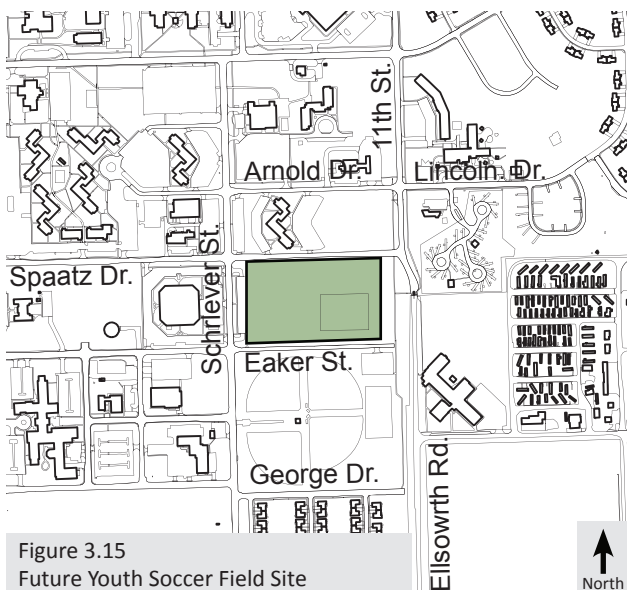 11th St.
Arnold Dr.
Lincoln Dr.
Schriever St.
Spaatz Dr.
Eaker St.
George Dr.
Ellsowrth Rd.
Figure 3.15
Future Youth Soccer Field Site
North